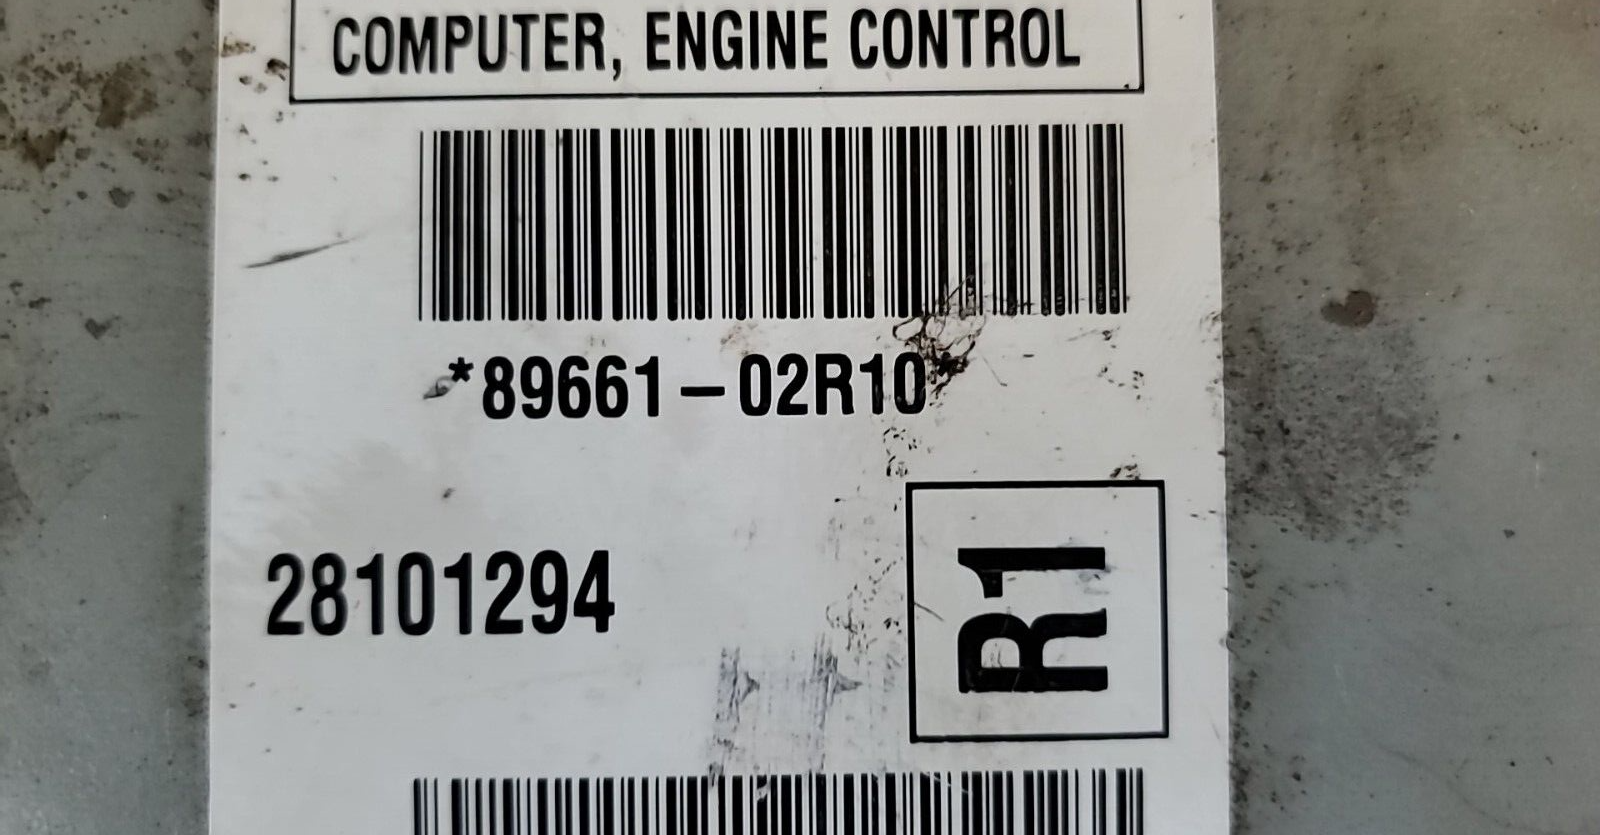 COMPUTER, ENGINE CONTROL
*89661-02R10*
28101294
R1